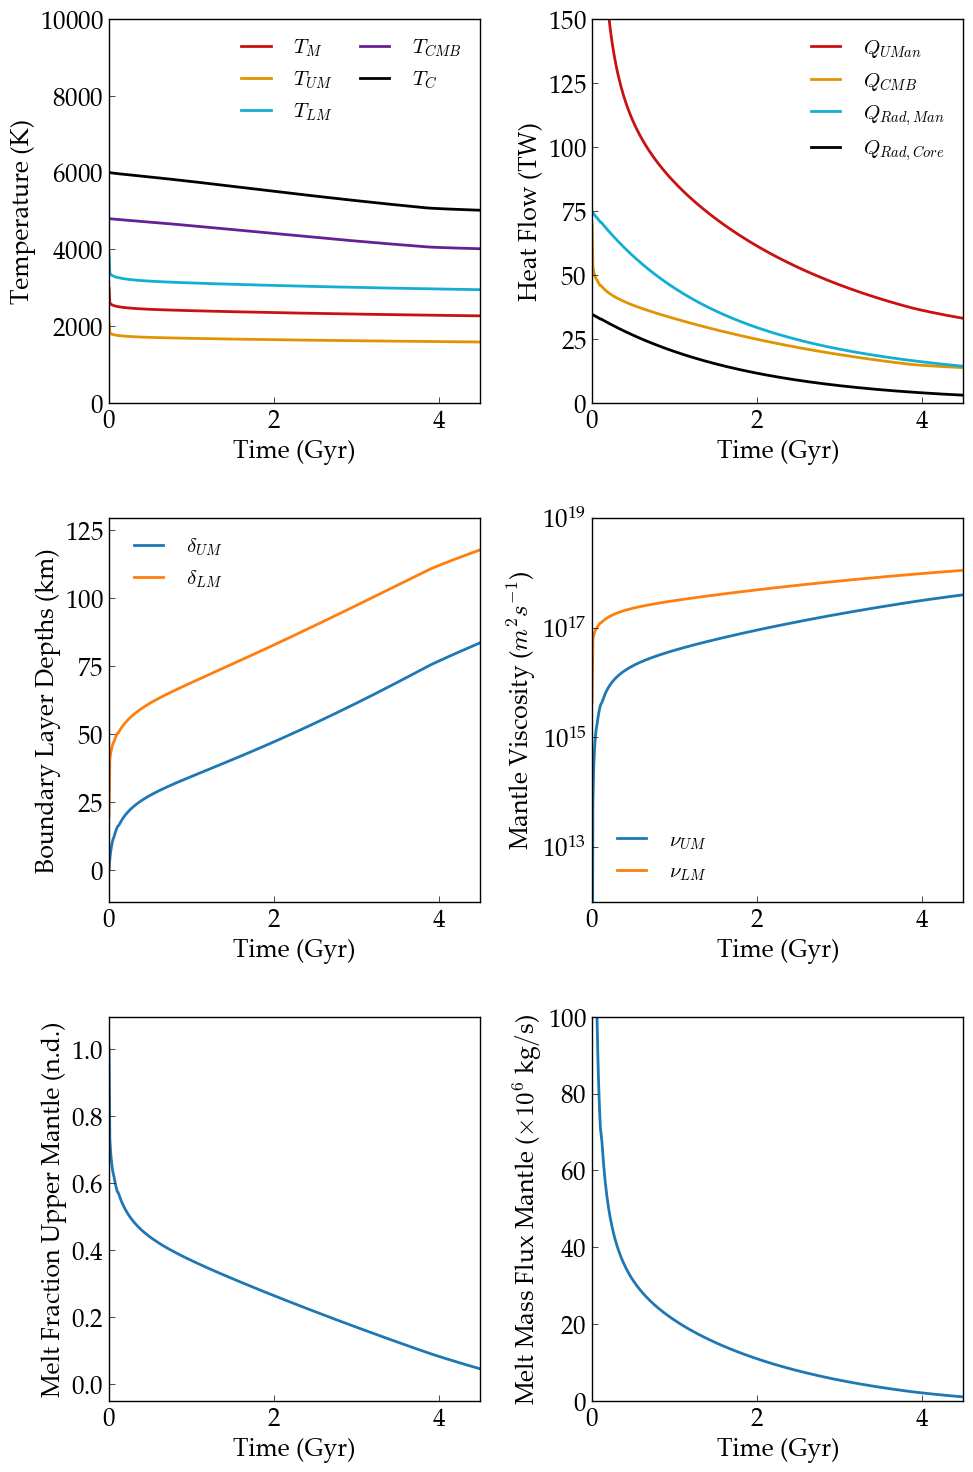 Temperature (K)
10000
8000
6000
4000
2000
0
T_M
T_UM
T_LM
T_CMB
T_C
0 2 4
Time (Gyr)
Heat Flow (TW)
150
125
100
75
50
25
0
Q_UMan
Q_CMB
Q_Rad,Man
Q_Rad,Core
0 2 4
Time (Gyr)
Boundary Layer Depths (km)
125
100
75
50
25
0
δ_UM
δ_LM
0 2 4
Time (Gyr)
Mantle Viscosity (m^2 s^−1)
10^19
10^17
10^15
10^13
ν_UM
ν_LM
0 2 4
Time (Gyr)
Melt Fraction Upper Mantle (n.d.)
1.0
0.8
0.6
0.4
0.2
0.0
0 2 4
Time (Gyr)
Melt Mass Flux Mantle (×10^6 kg/s)
100
80
60
40
20
0
0 2 4
Time (Gyr)